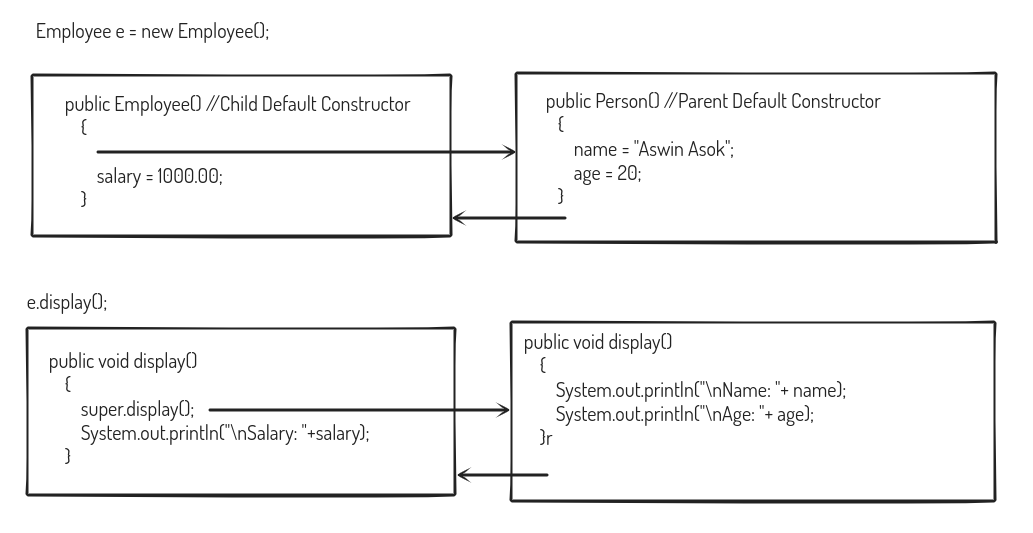 Employee e = new Employee();
public Employee() //Child Default Constructor
{
salary = 1000.00;
}
public Person() //Parent Default Constructor
{
name = "Aswin Asok";
age = 20;
}
e.display();
public void display()
{
super.display();
System.out.println("\nSalary: "+salary);
}
public void display()
{
System.out.println("\nName: "+ name);
System.out.println("\nAge: "+ age);
}r